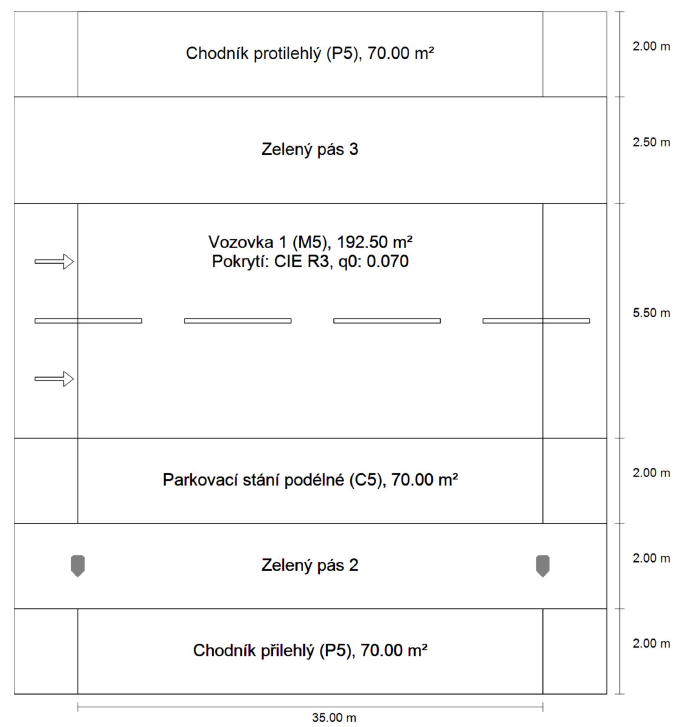 Chodník protilehlý (P5), 70.00 m²
2.00 m
Zelený pás 3
2.50 m
Vozovka 1 (M5), 192.50 m²
Pokrytí: CIE R3, q0: 0.070
5.50 m
Parkovací stání podélné (C5), 70.00 m²
2.00 m
Zelený pás 2
2.00 m
Chodník přilehlý (P5), 70.00 m²
2.00 m
35.00 m